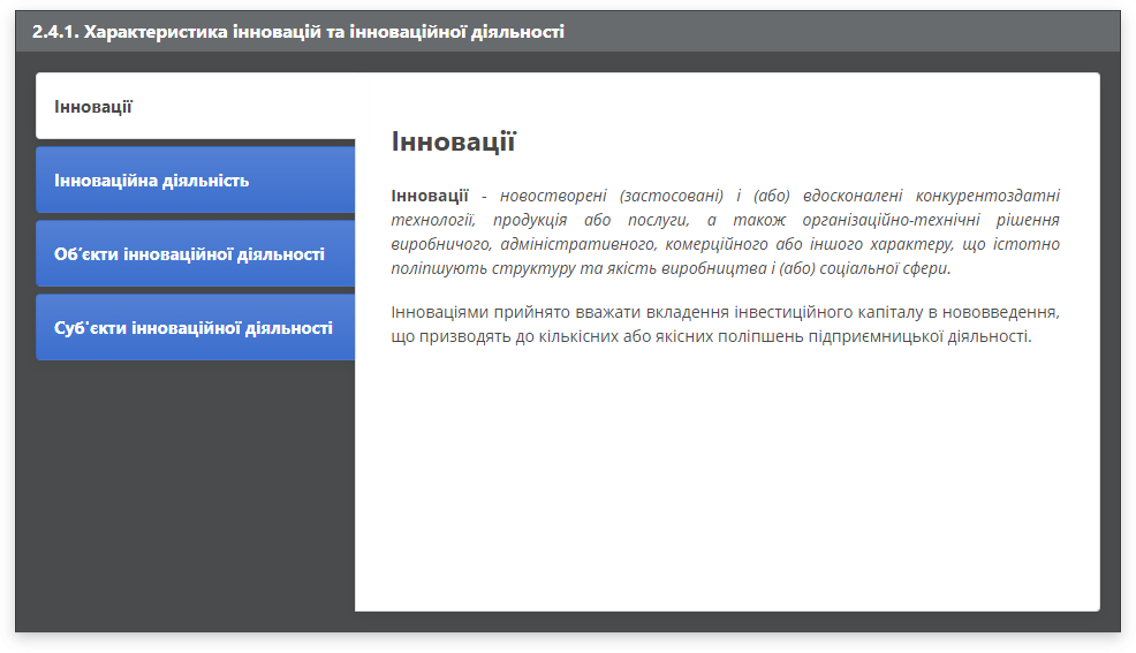 2.4.1. Характеристика інновацій та інноваційної діяльності
Інновації
Інноваційна діяльність
Об’єкти інноваційної діяльності
Суб'єкти інноваційної діяльності
Інновації
Інновації - новостворені (застосовані) і (або) вдосконалені конкурентоздатні
технології, продукція або послуги, а також організаційно-технічні рішення
виробничого, адміністративного, комерційного або іншого характеру, що істотно
поліпшують структуру та якість виробництва і (або) соціальної сфери.
Інноваціями прийнято вважати вкладення інвестиційного капіталу в нововведення,
що призводять до кількісних або якісних поліпшень підприємницької діяльності.